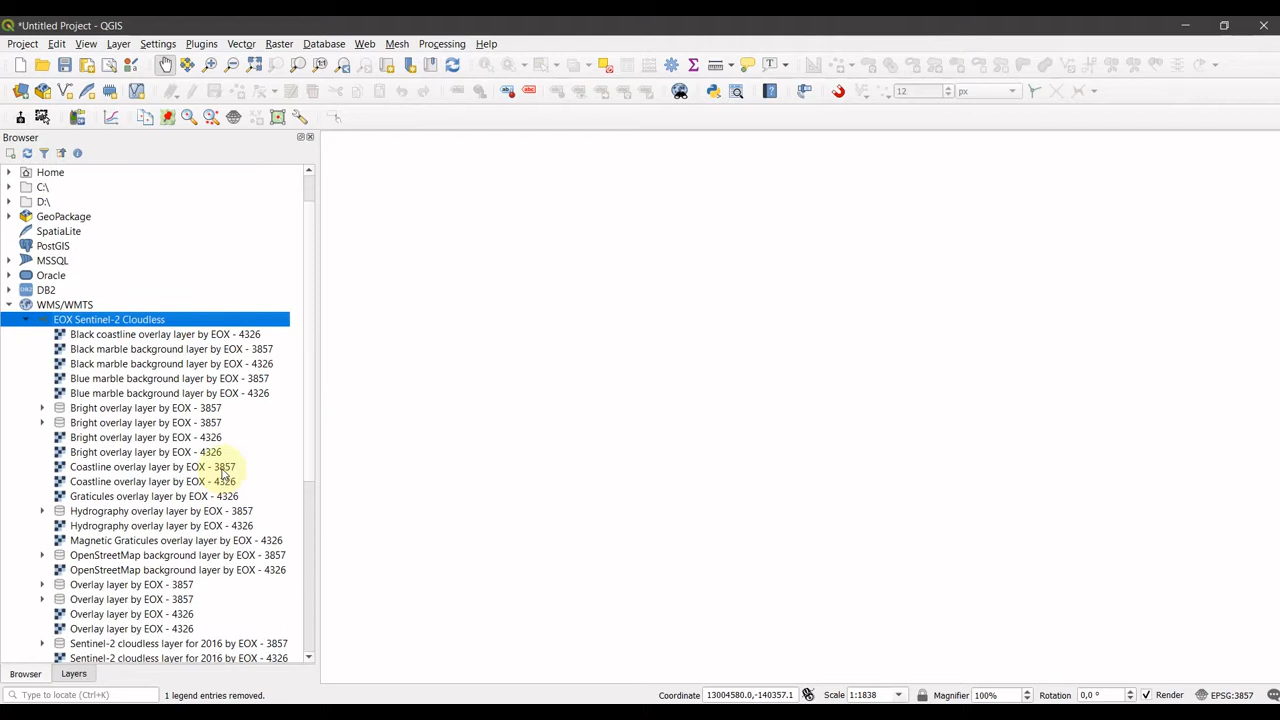 *Untitled Project - QGIS
Project Edit View Layer Settings Plugins Vector Raster Database Web Mesh Processing Help
12 px
Browser
Home
C:\
D:\
GeoPackage
SpatiaLite
PostGIS
MSSQL
Oracle
DB2
WMS/WMTS
EOX Sentinel-2 Cloudless
Black coastline overlay layer by EOX - 4326
Black marble background layer by EOX - 3857
Black marble background layer by EOX - 4326
Blue marble background layer by EOX - 3857
Blue marble background layer by EOX - 4326
Bright overlay layer by EOX - 3857
Bright overlay layer by EOX - 3857
Bright overlay layer by EOX - 4326
Bright overlay layer by EOX - 4326
Coastline overlay layer by EOX - 3857
Coastline overlay layer by EOX - 4326
Graticules overlay layer by EOX - 4326
Hydrography overlay layer by EOX - 3857
Hydrography overlay layer by EOX - 4326
Magnetic Graticules overlay layer by EOX - 4326
OpenStreetMap background layer by EOX - 3857
OpenStreetMap background layer by EOX - 4326
Overlay layer by EOX - 3857
Overlay layer by EOX - 3857
Overlay layer by EOX - 4326
Overlay layer by EOX - 4326
Sentinel-2 cloudless layer for 2016 by EOX - 3857
Sentinel-2 cloudless layer for 2016 by EOX - 4326
Browser Layers
Type to locate (Ctrl+K) 1 legend entries removed. Coordinate 13004580.0,-140357.1 Scale 1:1838 Magnifier 100% Rotation 0,0 ° Render EPSG:3857